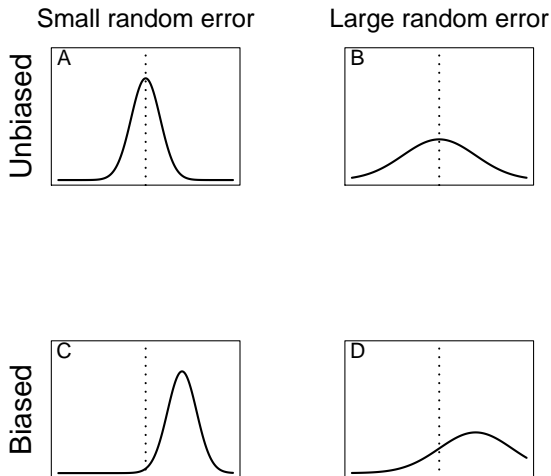 Small random error
Large random error
Unbiased
A
B
Biased
C
D